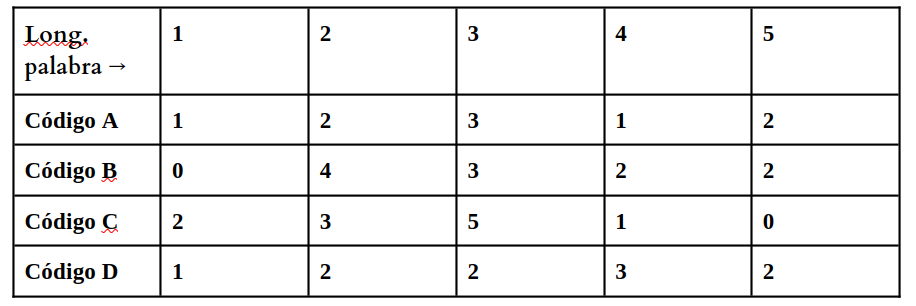 Long. palabra → 1 2 3 4 5
Código A 1 2 3 1 2
Código B 0 4 3 2 2
Código C 2 3 5 1 0
Código D 1 2 2 3 2